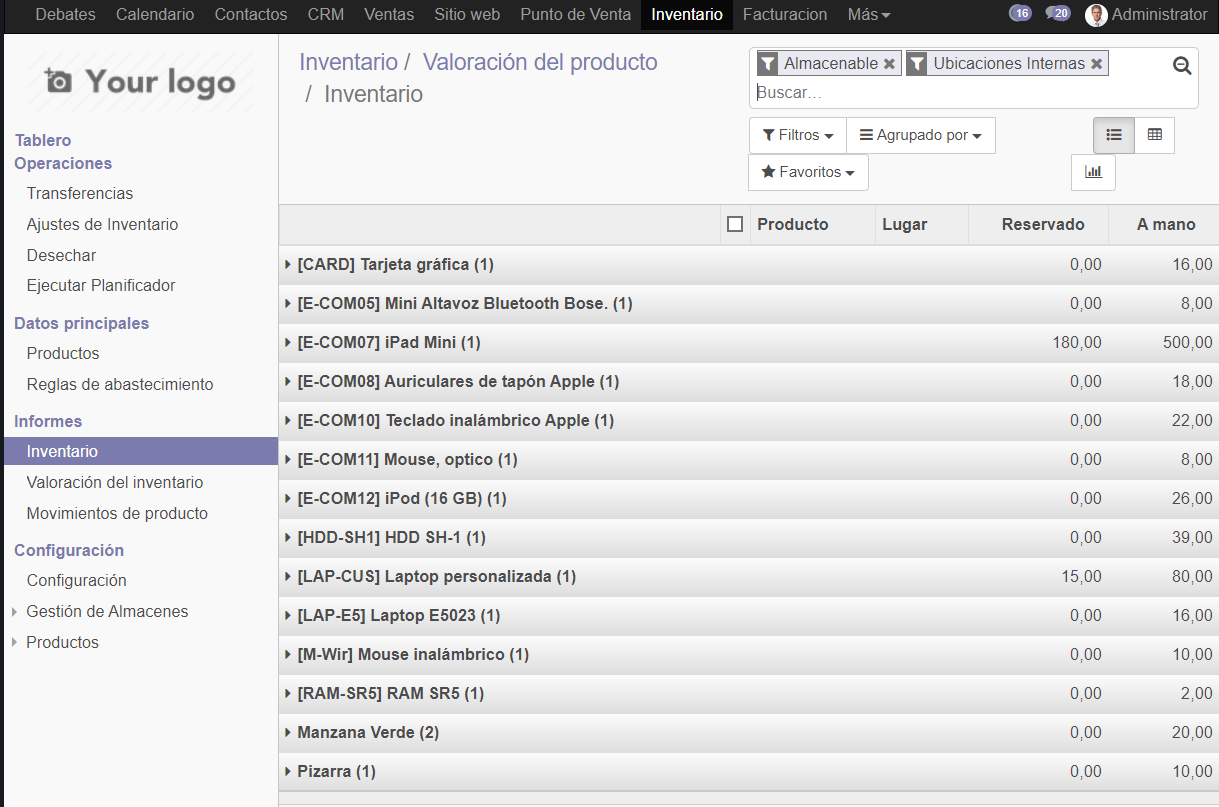 Debates Calendario Contactos CRM Ventas Sitio web Punto de Venta Inventario Facturacion Más 16 20 Administrator
Your logo
Tablero
Operaciones
Transferencias
Ajustes de Inventario
Desechar
Ejecutar Planificador
Datos principales
Productos
Reglas de abastecimiento
Informes
Inventario
Valoración del inventario
Movimientos de producto
Configuración
Configuración
Gestión de Almacenes
Productos
Inventario / Valoración del producto
/ Inventario
Almacenable Ubicaciones Internas
Buscar...
Filtros Agrupado por
Favoritos
Producto Lugar Reservado A mano
[CARD] Tarjeta gráfica (1) 0,00 16,00
[E-COM05] Mini Altavoz Bluetooth Bose. (1) 0,00 8,00
[E-COM07] iPad Mini (1) 180,00 500,00
[E-COM08] Auriculares de tapón Apple (1) 0,00 18,00
[E-COM10] Teclado inalámbrico Apple (1) 0,00 22,00
[E-COM11] Mouse, optico (1) 0,00 8,00
[E-COM12] iPod (16 GB) (1) 0,00 26,00
[HDD-SH1] HDD SH-1 (1) 0,00 39,00
[LAP-CUS] Laptop personalizada (1) 15,00 80,00
[LAP-E5] Laptop E5023 (1) 0,00 16,00
[M-Wir] Mouse inalámbrico (1) 0,00 10,00
[RAM-SR5] RAM SR5 (1) 0,00 2,00
Manzana Verde (2) 0,00 20,00
Pizarra (1) 0,00 10,00